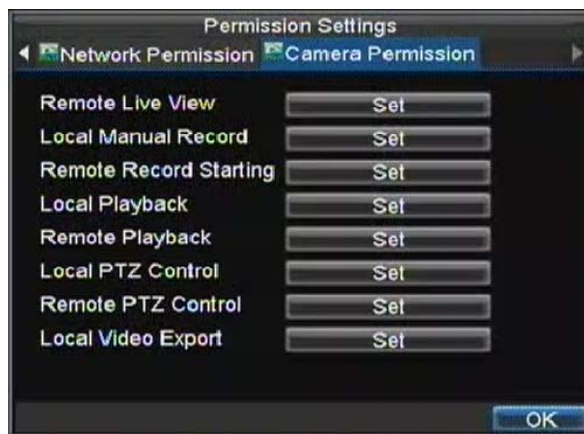 Permission Settings
Network Permission Camera Permission
Remote Live View Set
Local Manual Record Set
Remote Record Starting Set
Local Playback Set
Remote Playback Set
Local PTZ Control Set
Remote PTZ Control Set
Local Video Export Set
OK